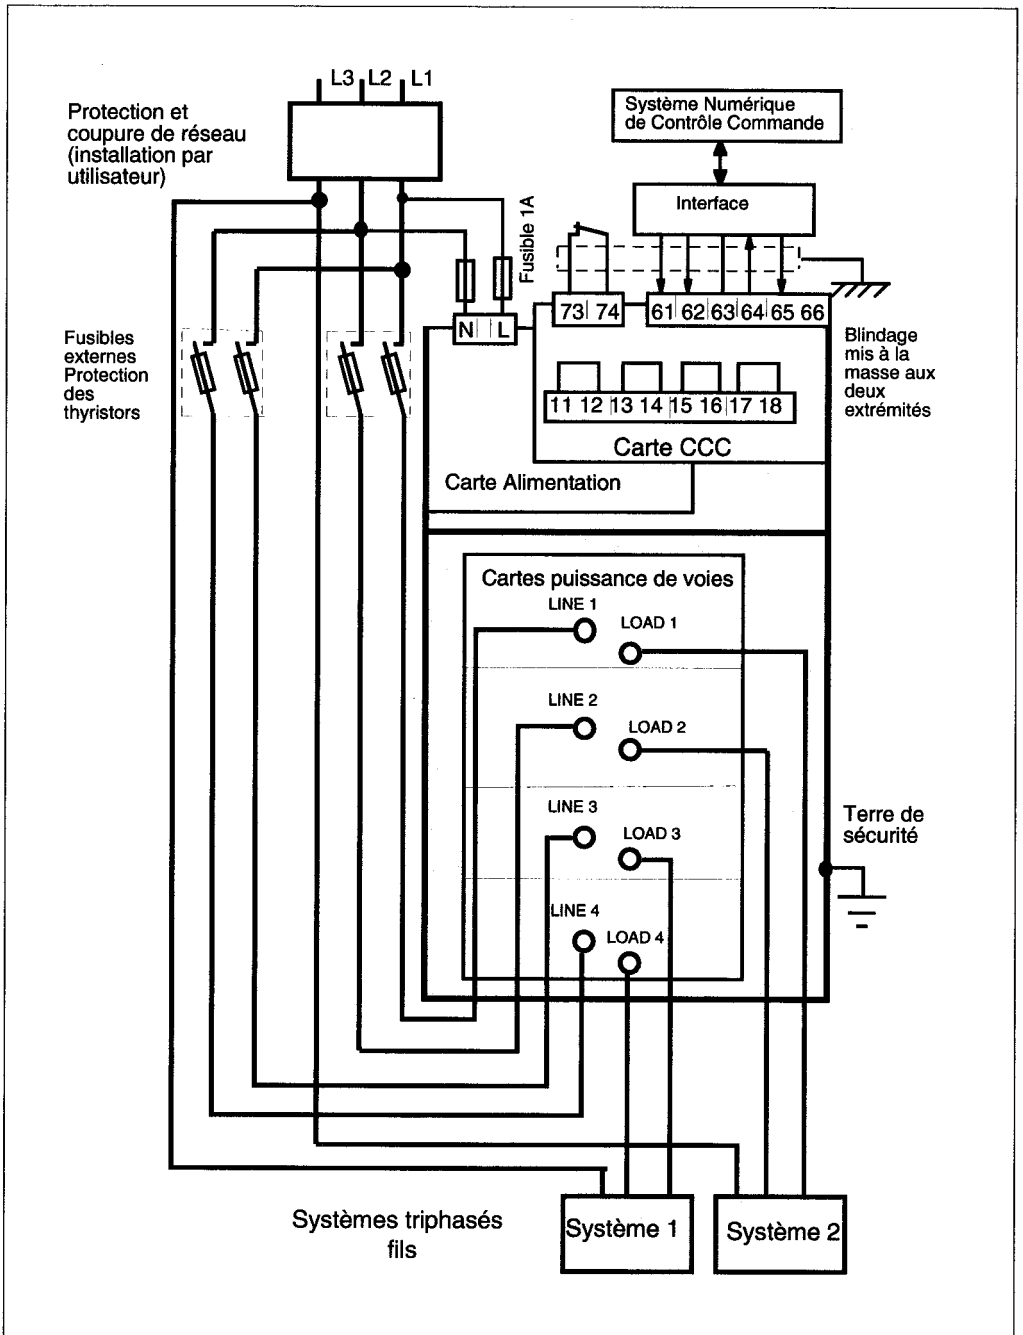 L3 L2 L1
Protection et
coupure de réseau
(installation par
utilisateur)
Système Numérique
de Contrôle Commande
Interface
Fusible 1A
73 74
61 62 63 64 65 66
N L
Fusibles
externes
Protection
des
thyristors
Blindage
mis à la
masse aux
deux
extrémités
11 12 13 14 15 16 17 18
Carte CCC
Carte Alimentation
Cartes puissance de voies
LINE 1
LOAD 1
LINE 2
LOAD 2
LINE 3
LOAD 3
Terre de
sécurité
LINE 4
LOAD 4
Systèmes triphasés
fils
Système 1
Système 2